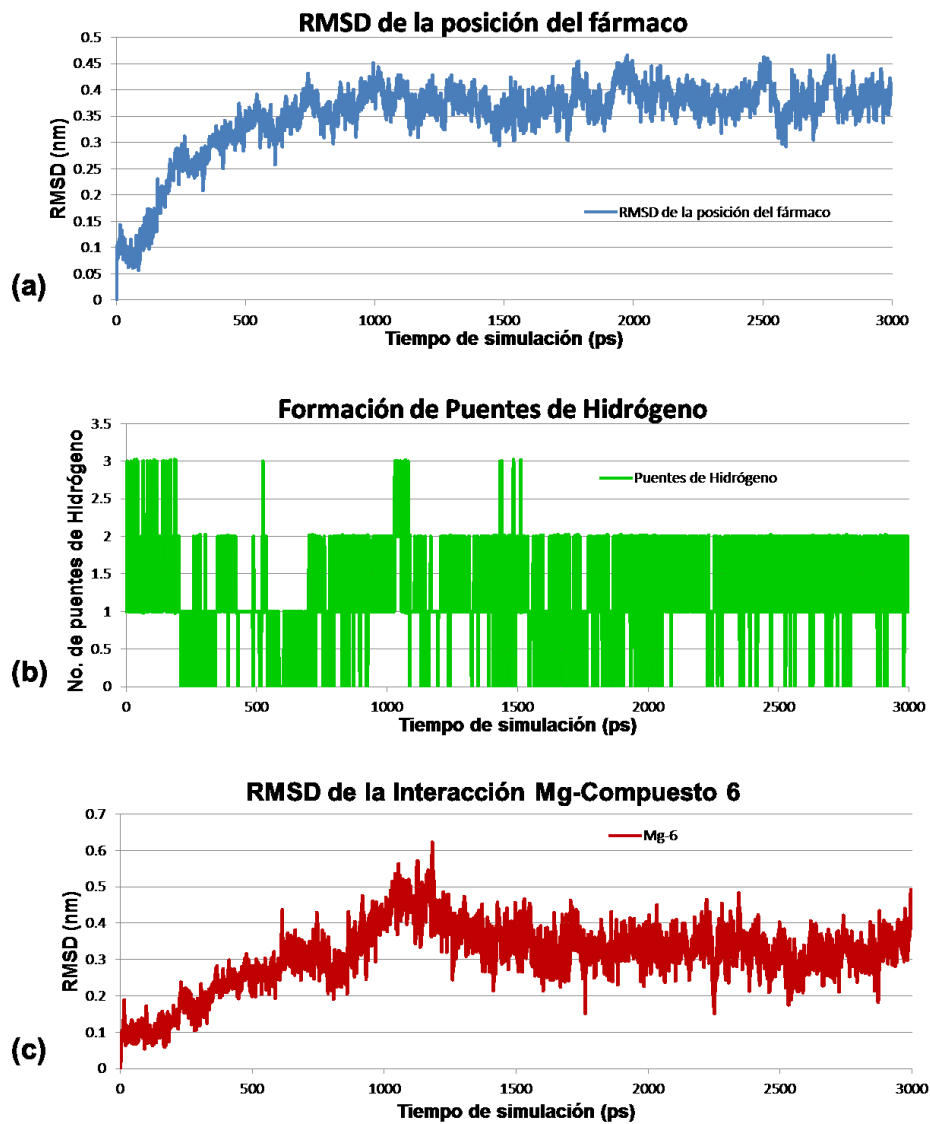 RMSD de la posición del fármaco
0.5
0.45
0.4
0.35
0.3
0.25
0.2
0.15
0.1
0.05
0
RMSD (nm)
RMSD de la posición del fármaco
(a)
0 500 1000 1500 2000 2500 3000
Tiempo de simulación (ps)
Formación de Puentes de Hidrógeno
3.5
3
2.5
2
1
0.5
0
No. de puentes de Hidrógeno
Puentes de Hidrógeno
(b)
0 500 1000 1500 2000 2500 3000
Tiempo de simulación (ps)
RMSD de la Interacción Mg-Compuesto 6
0.7
0.6
0.5
0.4
0.3
0.2
0.1
0
RMSD (nm)
Mg-6
(c)
0 500 1000 1500 2000 2500 3000
Tiempo de simulación (ps)